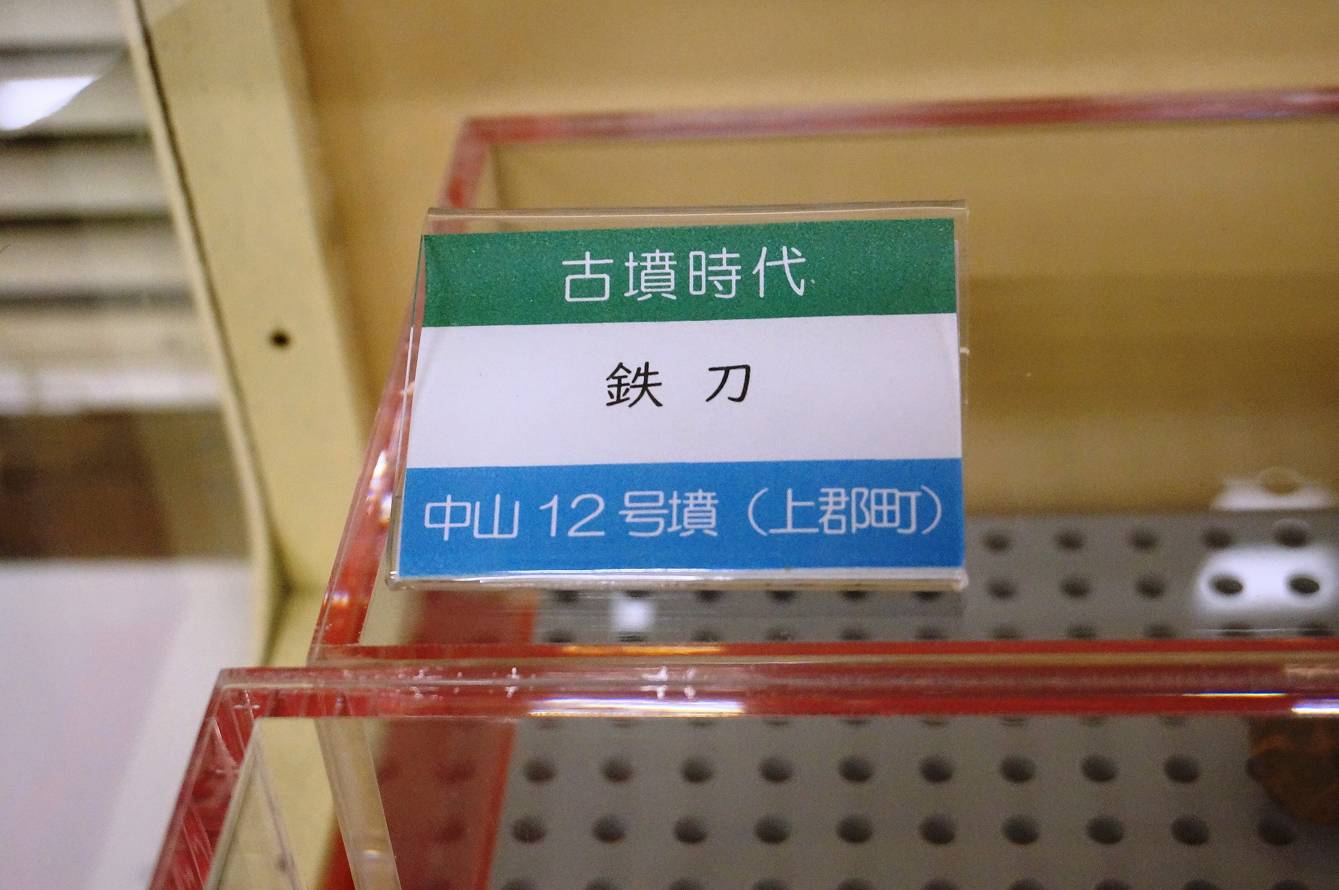 古墳時代
鉄 刀
中山 12 号墳（上郡町）